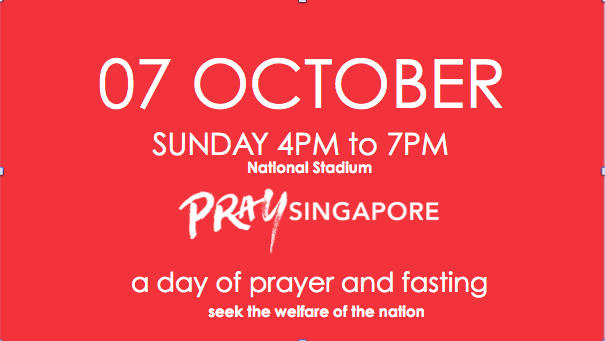 07 OCTOBER
SUNDAY 4PM to 7PM
National Stadium
PRAY SINGAPORE
a day of prayer and fasting
seek the welfare of the nation